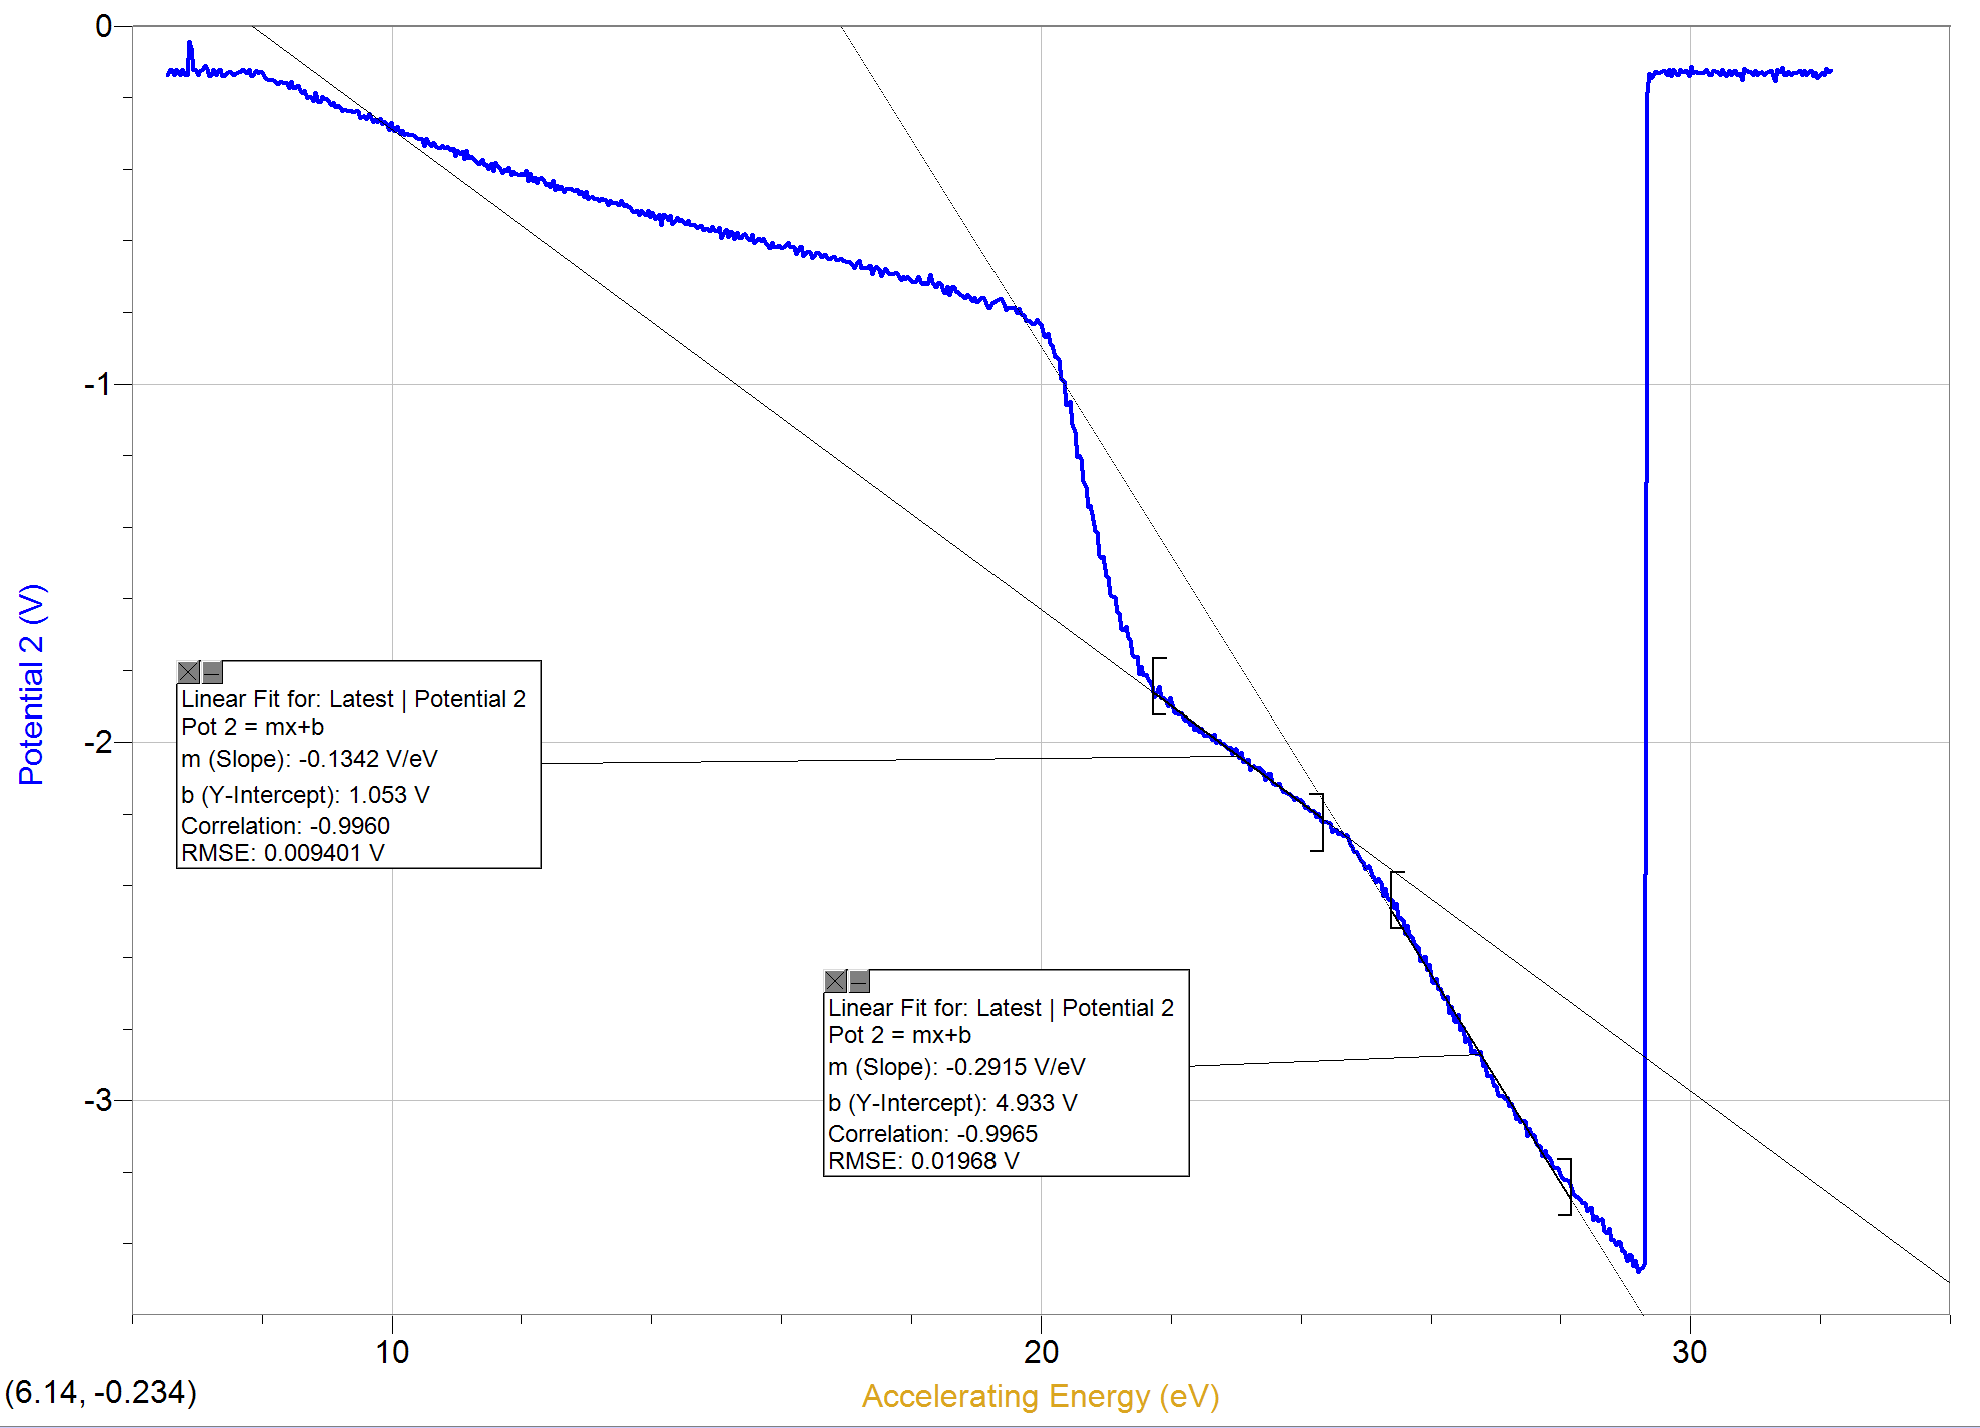 0
-1
-2
-3
Potential 2 (V)
Linear Fit for: Latest | Potential 2
Pot 2 = mx+b
m (Slope): -0.1342 V/eV
b (Y-Intercept): 1.053 V
Correlation: -0.9960
RMSE: 0.009401 V
Linear Fit for: Latest | Potential 2
Pot 2 = mx+b
m (Slope): -0.2915 V/eV
b (Y-Intercept): 4.933 V
Correlation: -0.9965
RMSE: 0.01968 V
10 20 30
(6.14, -0.234)
Accelerating Energy (eV)